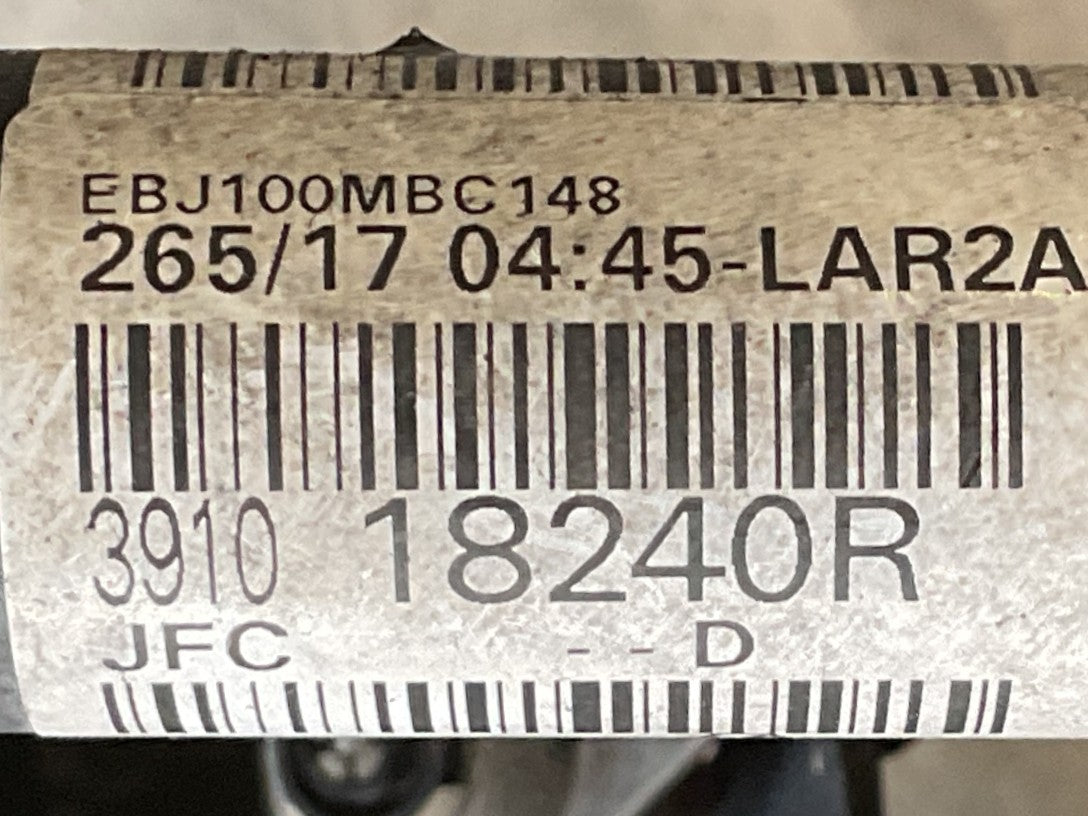 EBJ100MBC148
265/17 04:45-LAR2A
3910 18240R
JFC --D